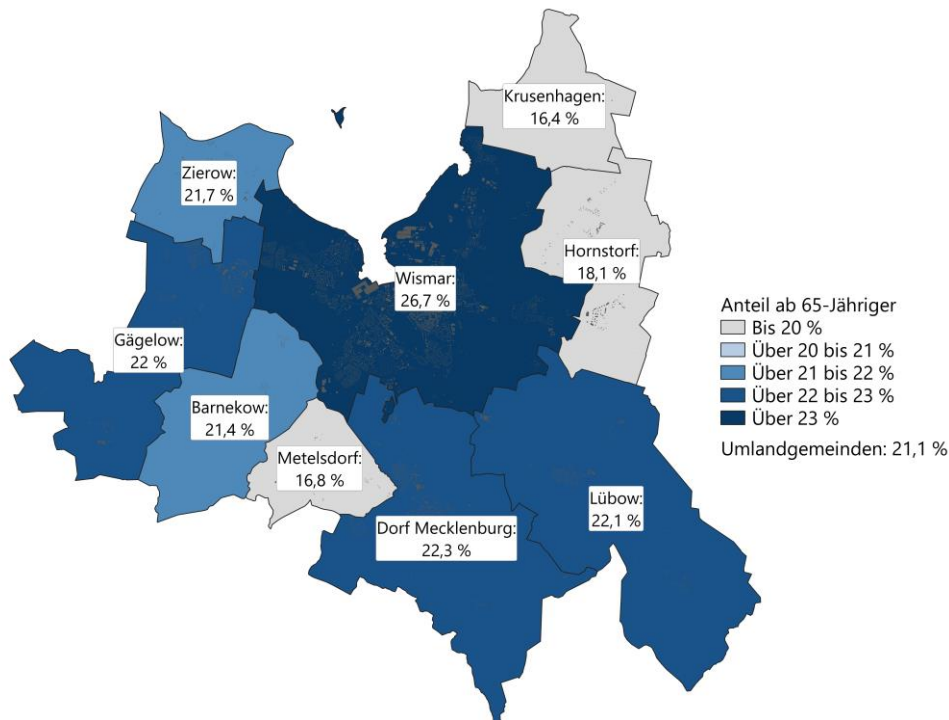 Krusenhagen:
16,4 %
Zierow:
21,7 %
Hornstorf:
18,1 %
Wismar:
26,7 %
Gägelow:
22 %
Barnekow:
21,4 %
Metelsdorf:
16,8 %
Lübow:
22,1 %
Dorf Mecklenburg:
22,3 %
Anteil ab 65-Jähriger
Bis 20 %
Über 20 bis 21 %
Über 21 bis 22 %
Über 22 bis 23 %
Über 23 %
Umlandgemeinden: 21,1 %